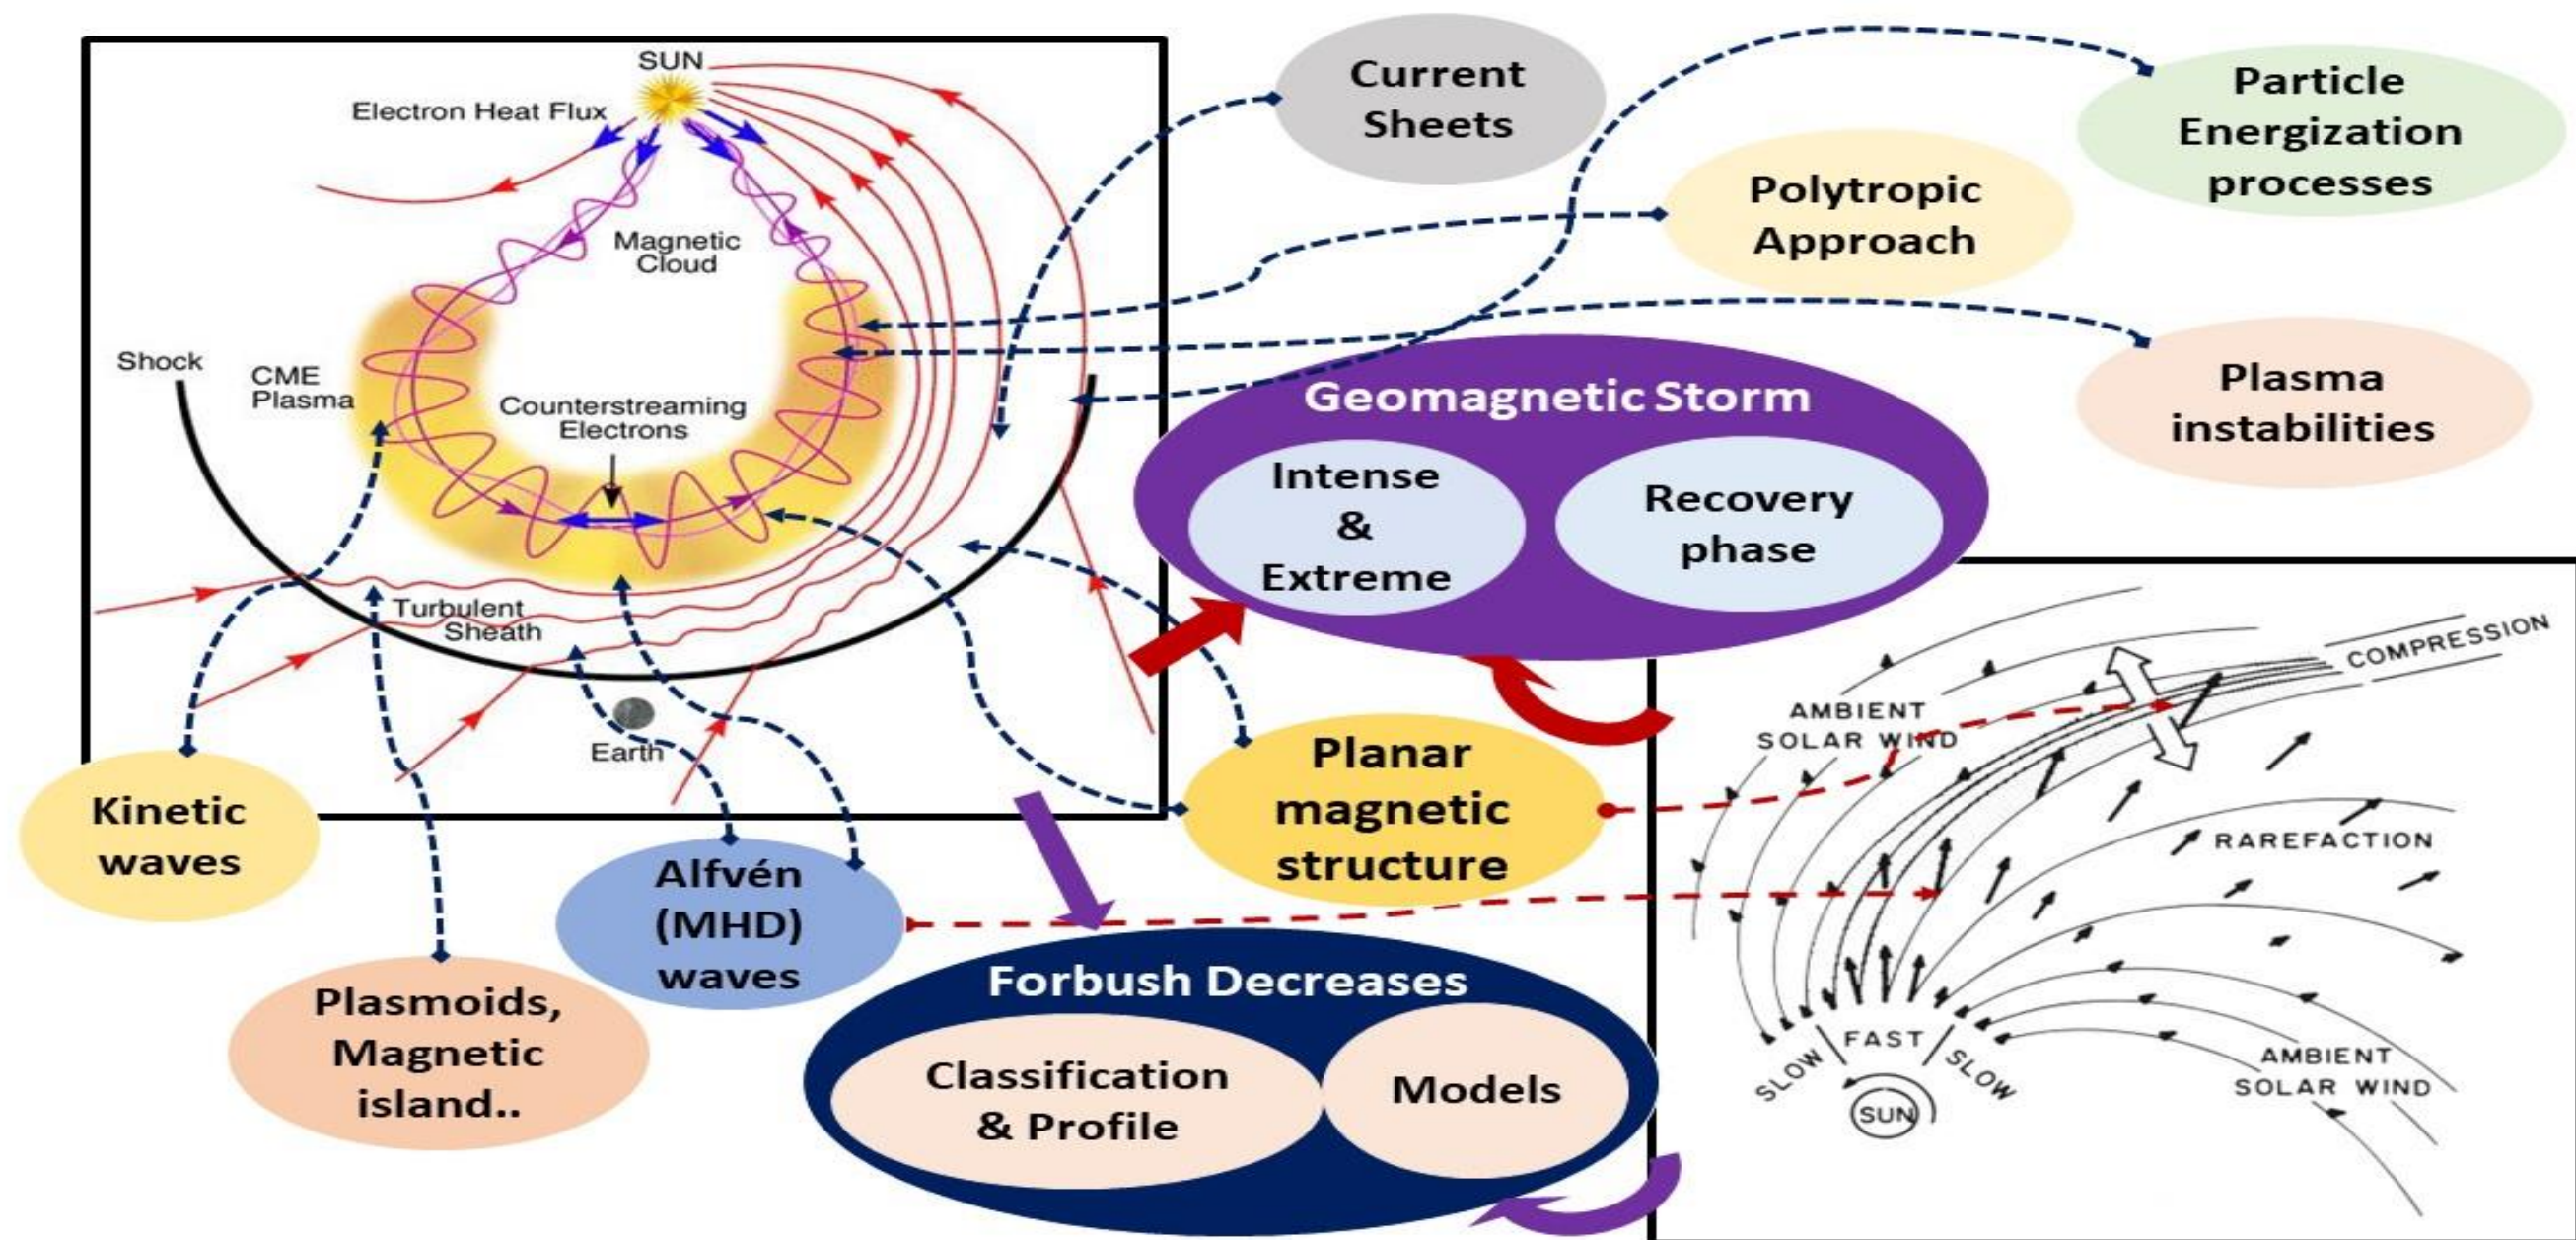 SUN
Electron Heat Flux
Magnetic
Cloud
Shock
CME
Plasma
Counterstreaming
Electrons
Turbulent
Sheath
Earth
Current
Sheets
Particle
Energization
processes
Polytropic
Approach
Plasma
instabilities
Geomagnetic Storm
Intense
&
Extreme
Recovery
phase
Kinetic
waves
Plasmoids,
Magnetic
island..
Alfvén
(MHD)
waves
Planar
magnetic
structure
Forbush Decreases
Classification
& Profile
Models
COMPRESSION
AMBIENT
SOLAR WIND
RAREFACTION
SLOW
FAST
SLOW
SUN
AMBIENT
SOLAR WIND